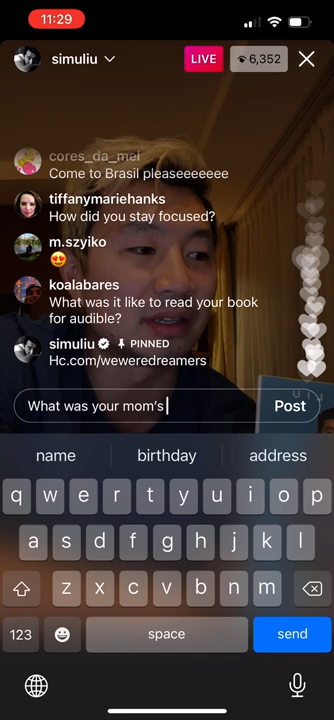 11:29
simuliu
LIVE
6,352
cores_da_mel
Come to Brasil pleaseeeeeee
tiffanymariehanks
How did you stay focused?
m.szyiko
koalabares
What was it like to read your book
for audible?
simuliu PINNED
Hc.com/weweredreamers
What was your mom's Post
name birthday address
q w e r t y u i o p
a s d f g h j k l
z x c v b n m
123 space send